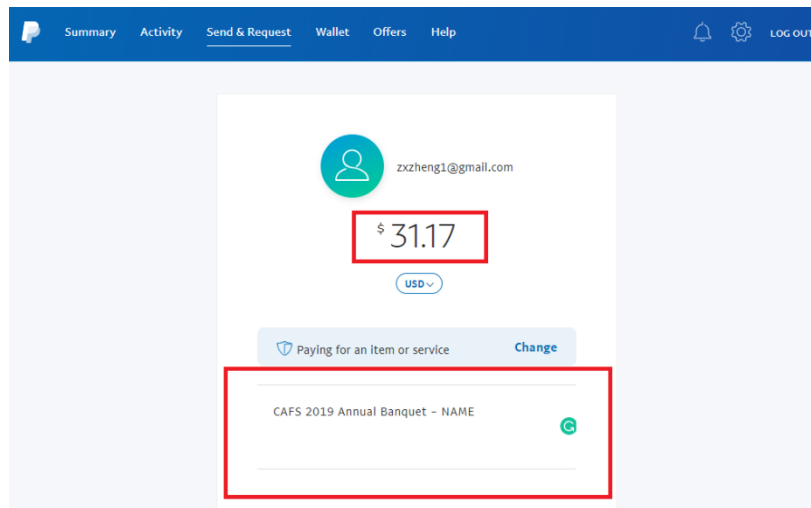 Summary Activity Send & Request Wallet Offers Help LOG OUT
zxzheng1@gmail.com
$ 31.17
USD
Paying for an item or service Change
CAFS 2019 Annual Banquet – NAME